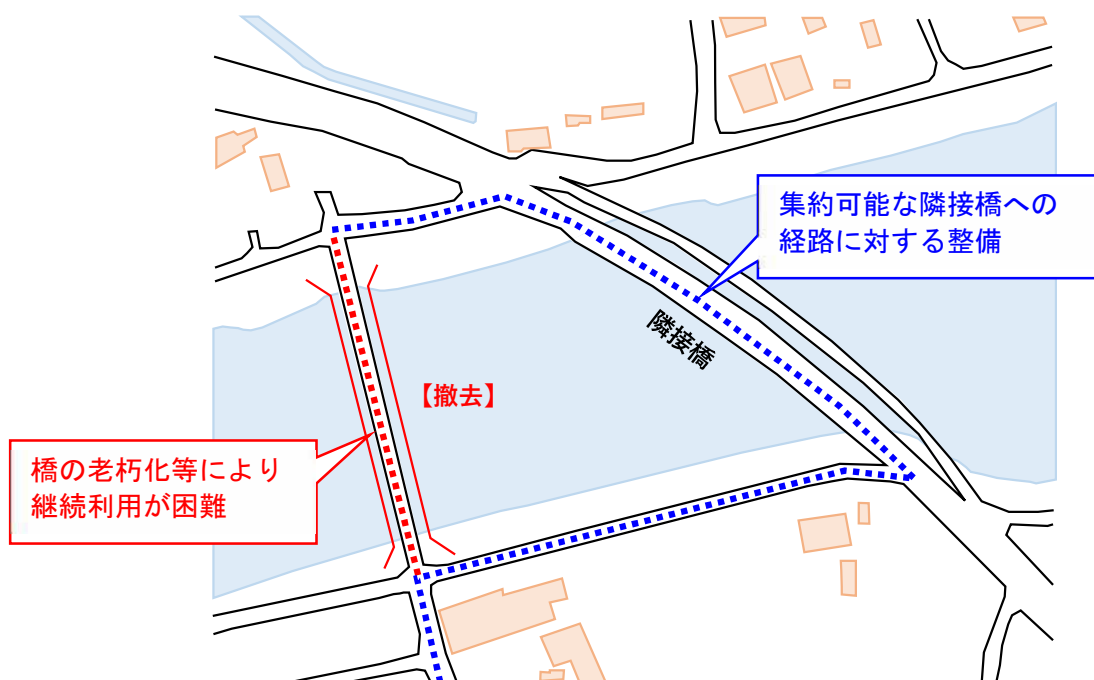 集約可能な隣接橋への
経路に対する整備
隣接橋
【撤去】
橋の老朽化等により
継続利用が困難